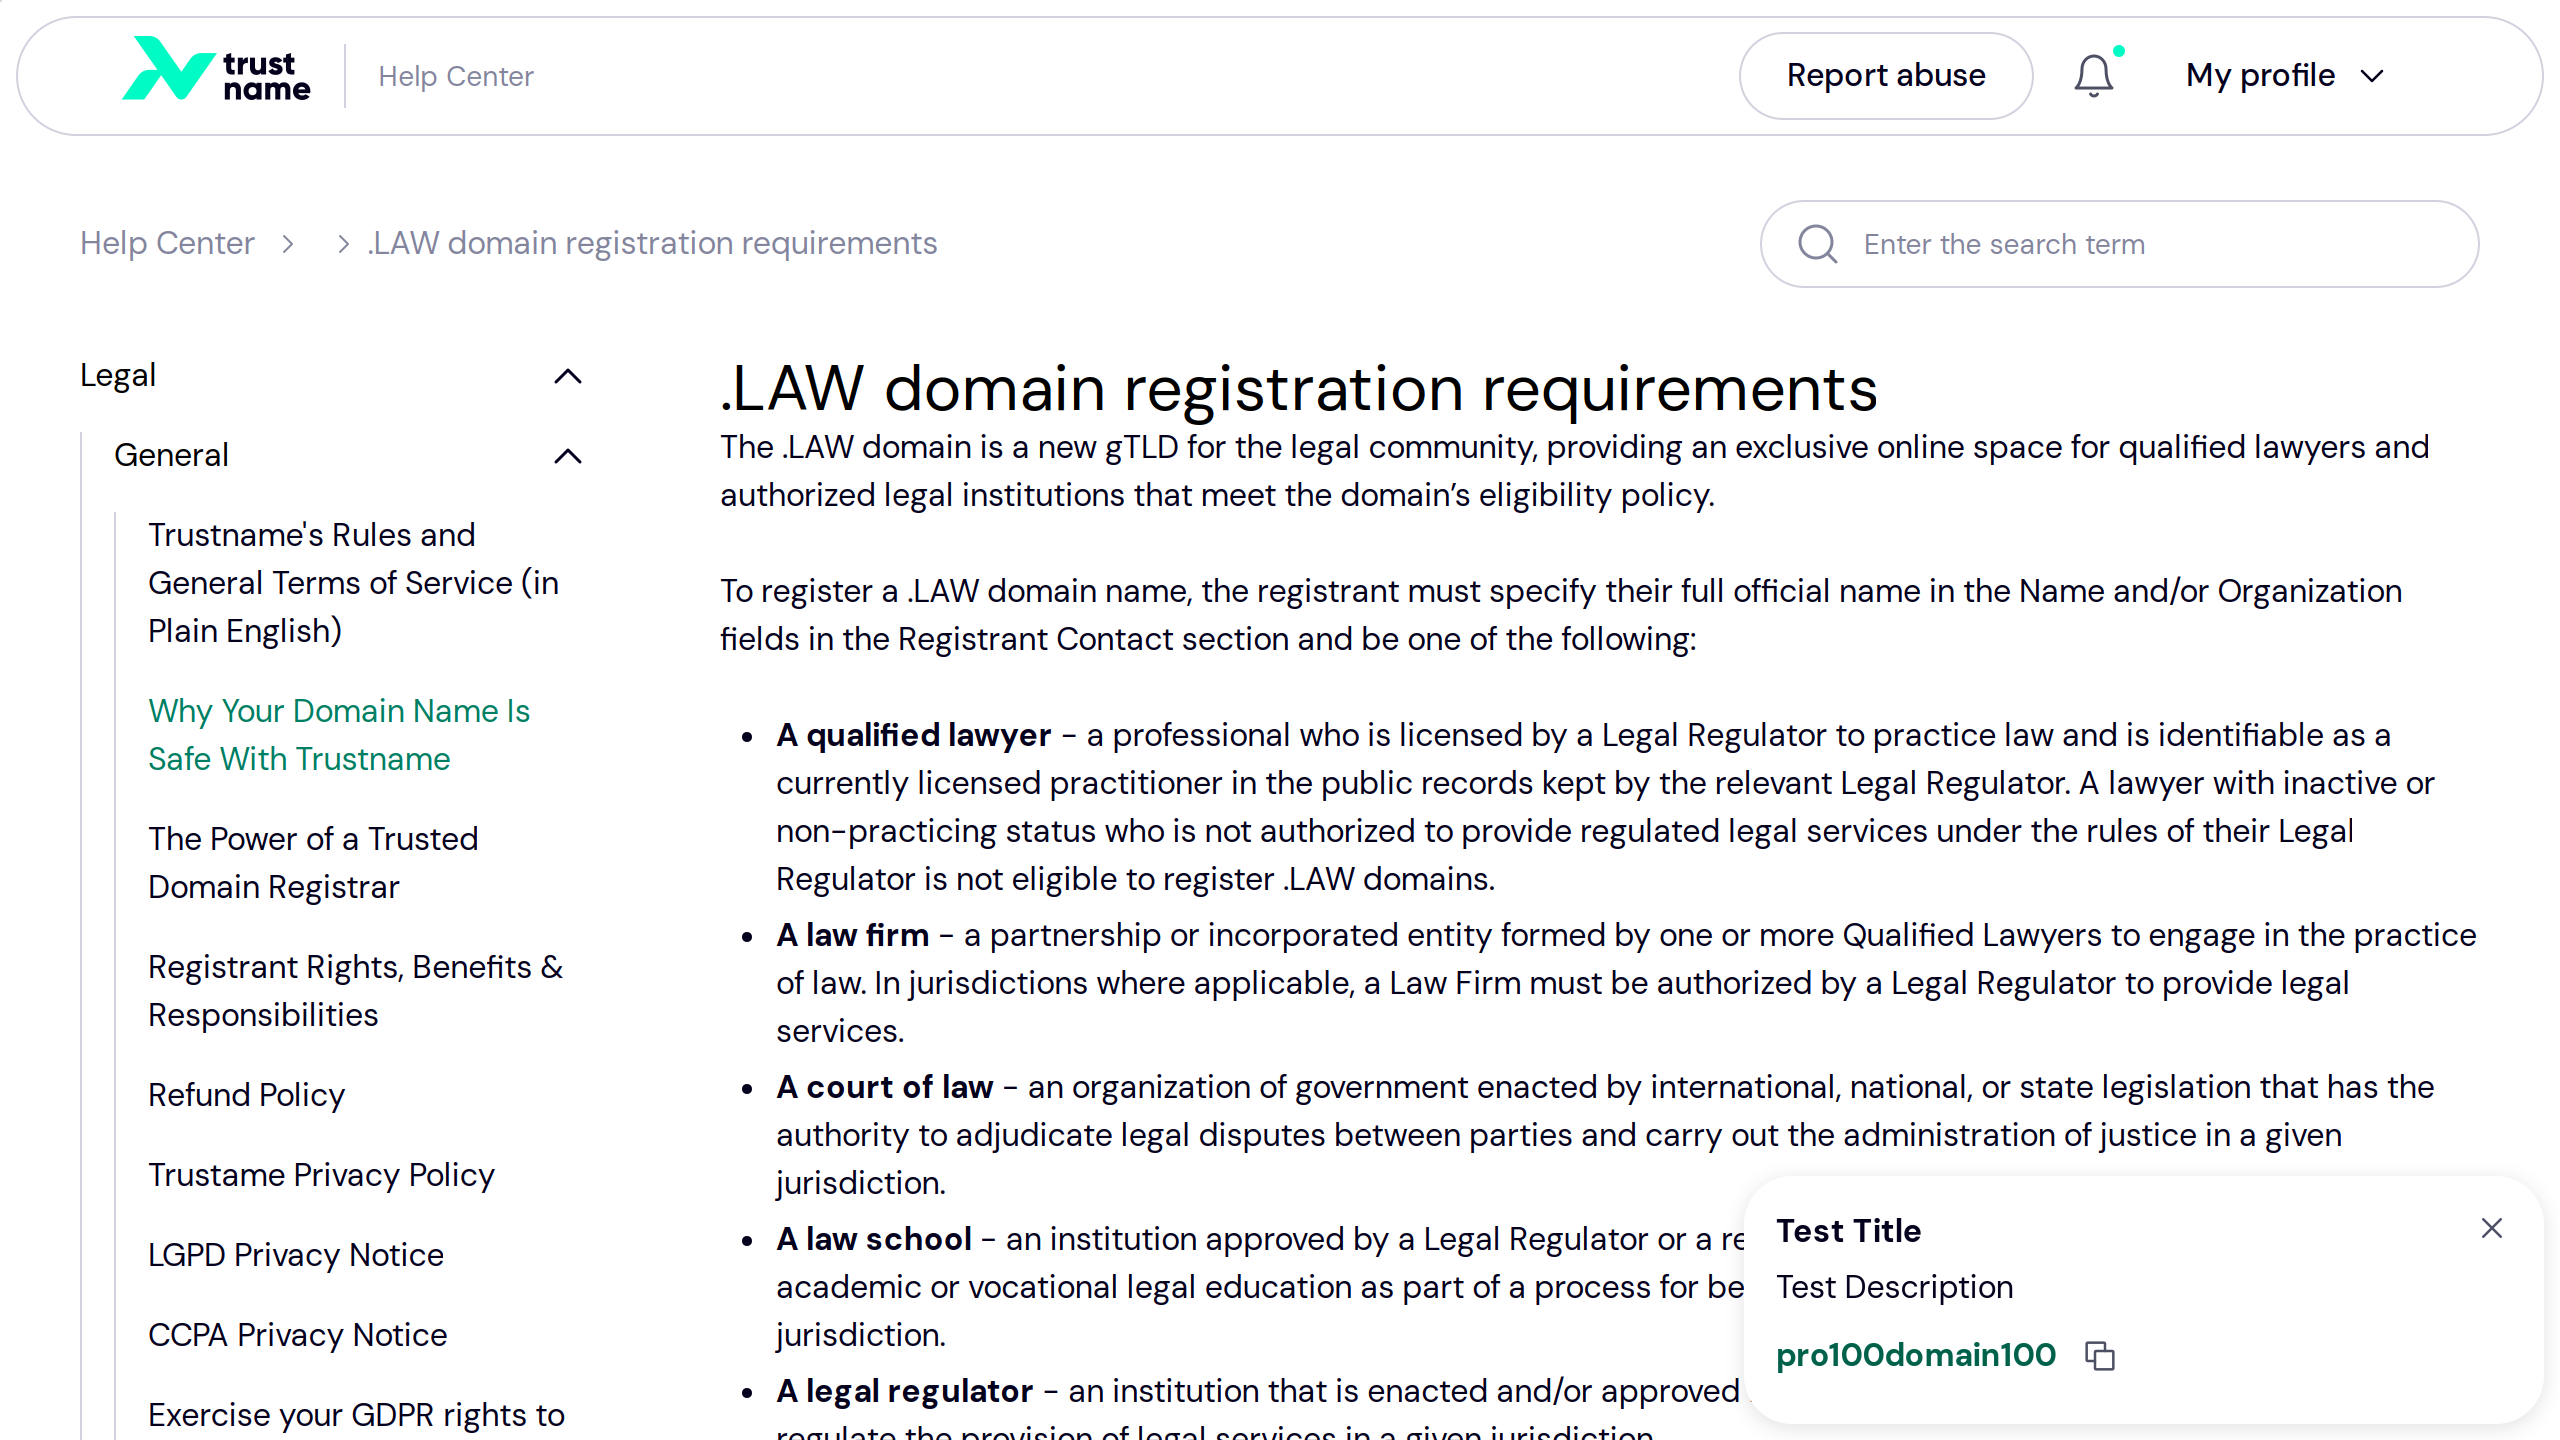 trust
name
Help Center
Report abuse
My profile
Help Center
.LAW domain registration requirements
Enter the search term
Legal
General
Trustname's Rules and
General Terms of Service (in
Plain English)
Why Your Domain Name Is
Safe With Trustname
The Power of a Trusted
Domain Registrar
Registrant Rights, Benefits &
Responsibilities
Refund Policy
Trustame Privacy Policy
LGPD Privacy Notice
CCPA Privacy Notice
Exercise your GDPR rights to
.LAW domain registration requirements
The .LAW domain is a new gTLD for the legal community, providing an exclusive online space for qualified lawyers and
authorized legal institutions that meet the domain’s eligibility policy.
To register a .LAW domain name, the registrant must specify their full official name in the Name and/or Organization
fields in the Registrant Contact section and be one of the following:
A qualified lawyer - a professional who is licensed by a Legal Regulator to practice law and is identifiable as a
currently licensed practitioner in the public records kept by the relevant Legal Regulator. A lawyer with inactive or
non-practicing status who is not authorized to provide regulated legal services under the rules of their Legal
Regulator is not eligible to register .LAW domains.
A law firm - a partnership or incorporated entity formed by one or more Qualified Lawyers to engage in the practice
of law. In jurisdictions where applicable, a Law Firm must be authorized by a Legal Regulator to provide legal
services.
A court of law - an organization of government enacted by international, national, or state legislation that has the
authority to adjudicate legal disputes between parties and carry out the administration of justice in a given
jurisdiction.
A law school - an institution approved by a Legal Regulator or a
academic or vocational legal education as part of a process for
jurisdiction.
A legal regulator - an institution that is enacted and/or approved
regulate the provision of legal services in a given jurisdiction.
Test Title
Test Description
pro100domain100